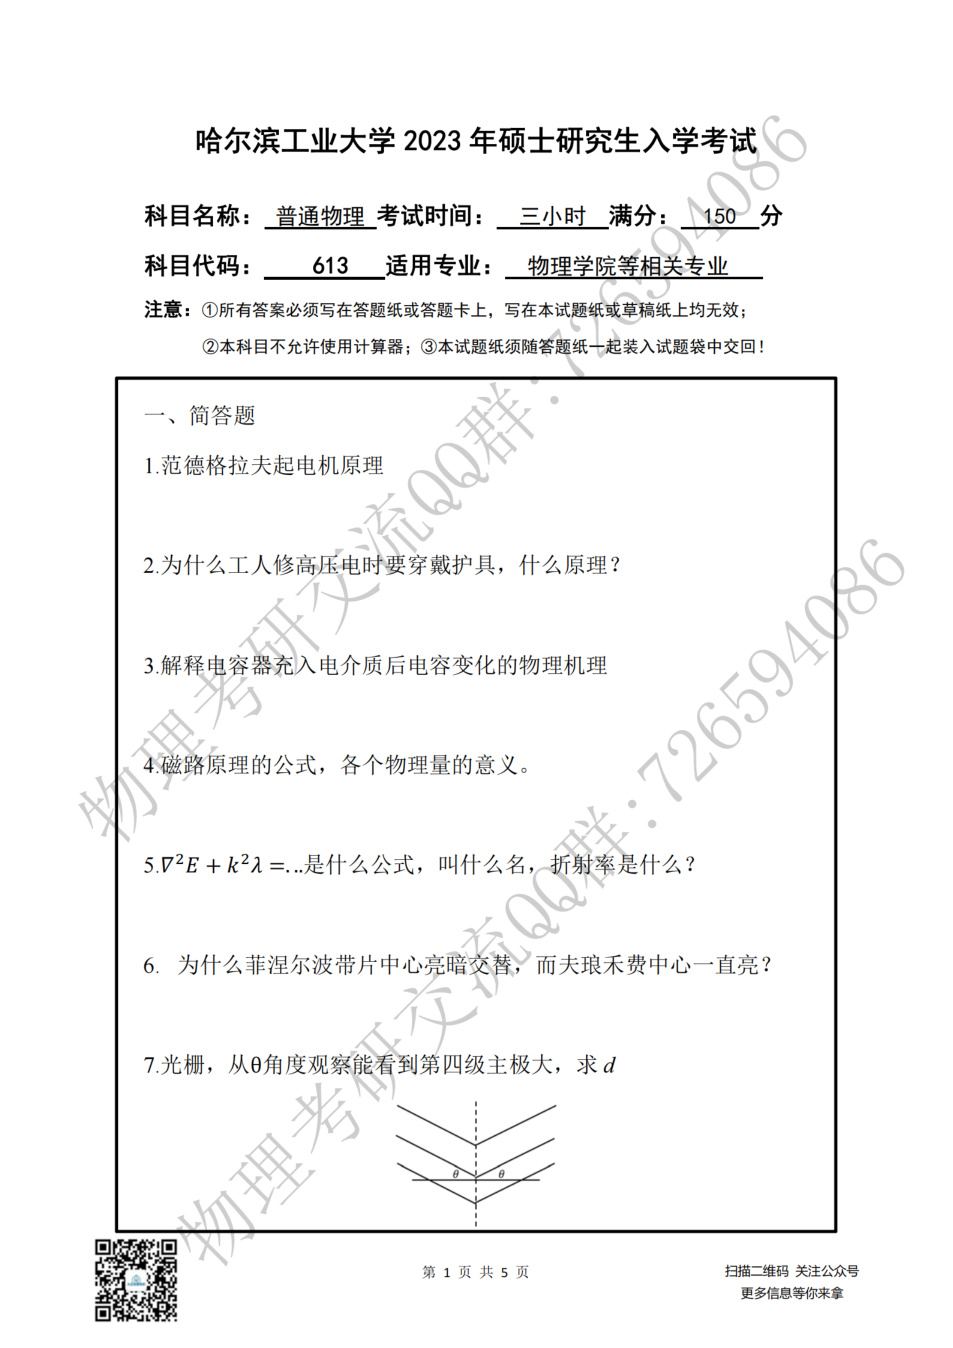 哈尔滨工业大学 2023 年硕士研究生入学考试
科目名称： 普通物理 考试时间： 三小时 满分： 150 分
科目代码： 613 适用专业： 物理学院等相关专业
注意：①所有答案必须写在答题纸或答题卡上，写在本试题纸或草稿纸上均无效；
②本科目不允许使用计算器；③本试题纸须随答题纸一起装入试题袋中交回！
一、简答题
1.范德格拉夫起电机原理
2.为什么工人修高压电时要穿戴护具，什么原理？
3.解释电容器充入电介质后电容变化的物理机理
4.磁路原理的公式，各个物理量的意义。
5.∇²E + k²λ =...是什么公式，叫什么名，折射率是什么？
6. 为什么菲涅尔波带片中心亮暗交替，而夫琅禾费中心一直亮？
7.光栅，从θ角度观察能看到第四级主极大，求 d
θ θ
物理考研交流QQ群：726594086
物理考研交流QQ群：726594086
第 1 页 共 5 页
扫描二维码 关注公众号
更多信息等你来拿